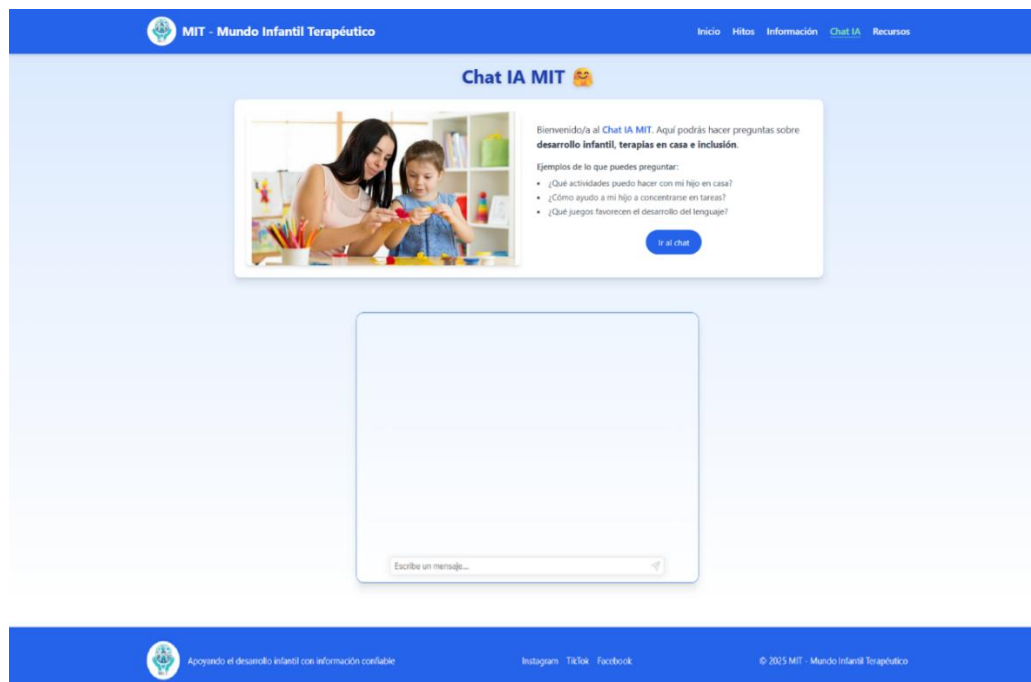 MIT - Mundo Infantil Terapéutico
Inicio Hitos Información Chat IA Recursos
Chat IA MIT 🤗
Bienvenido/a al Chat IA MIT. Aquí podrás hacer preguntas sobre
desarrollo infantil, terapias en casa e inclusión.
Ejemplos de lo que puedes preguntar:
• ¿Qué actividades puedo hacer con mi hijo en casa?
• ¿Cómo ayudo a mi hijo a concentrarse en tareas?
• ¿Qué juegos favorecen el desarrollo del lenguaje?
Ir al chat
Escribe un mensaje...
Apoyando el desarrollo infantil con información confiable
Instagram TikTok Facebook
© 2025 MIT - Mundo Infantil Terapéutico